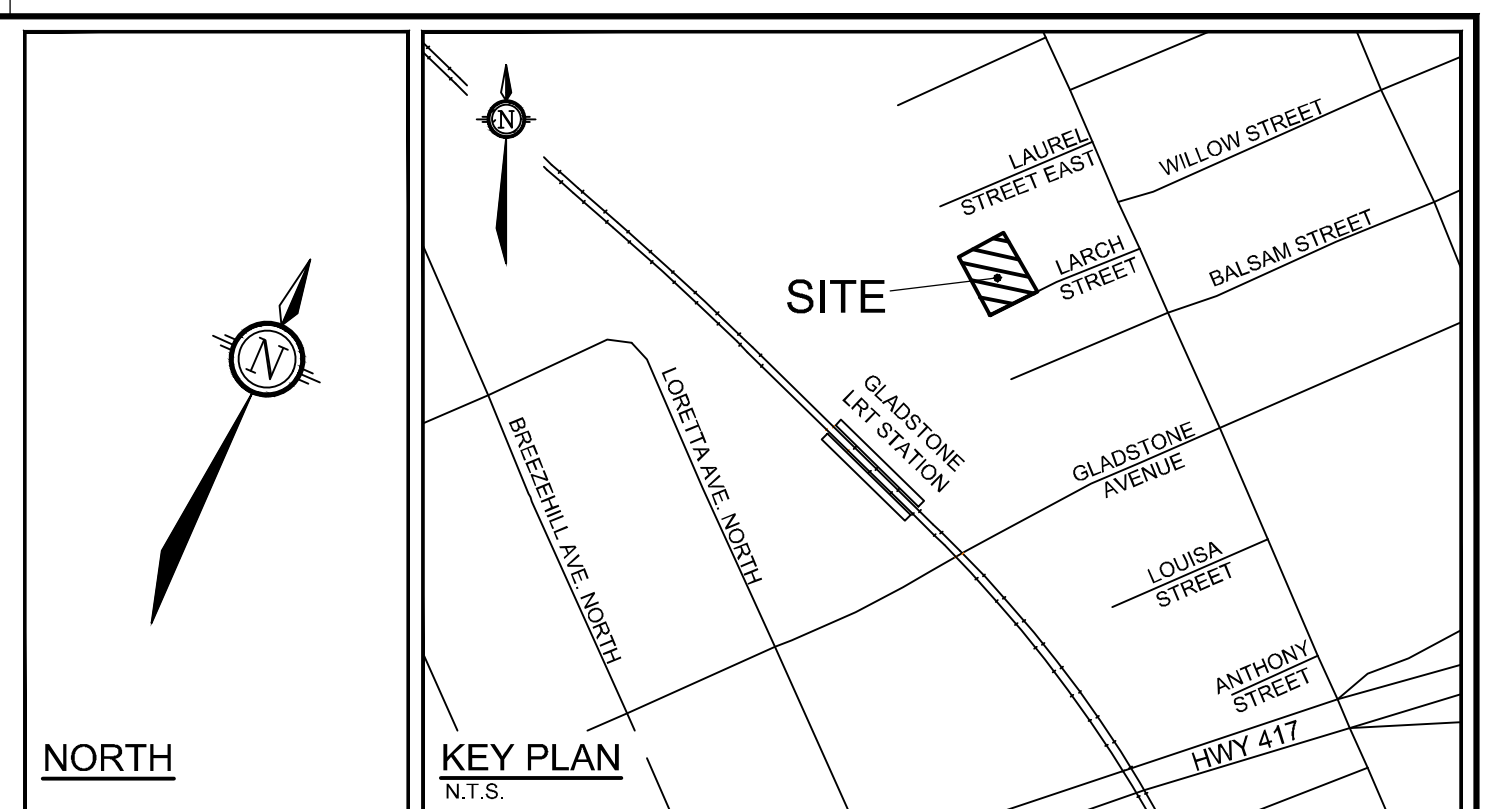 N
NORTH
N
LAUREL
STREET EAST
WILLOW STREET
LARCH
STREET
BALSAM STREET
SITE
GLADSTONE
LRT STATION
LORETTA AVE. NORTH
BREEZEHILL AVE. NORTH
GLADSTONE
AVENUE
LOUISA
STREET
ANTHONY
STREET
HWY 417
KEY PLAN
N.T.S.